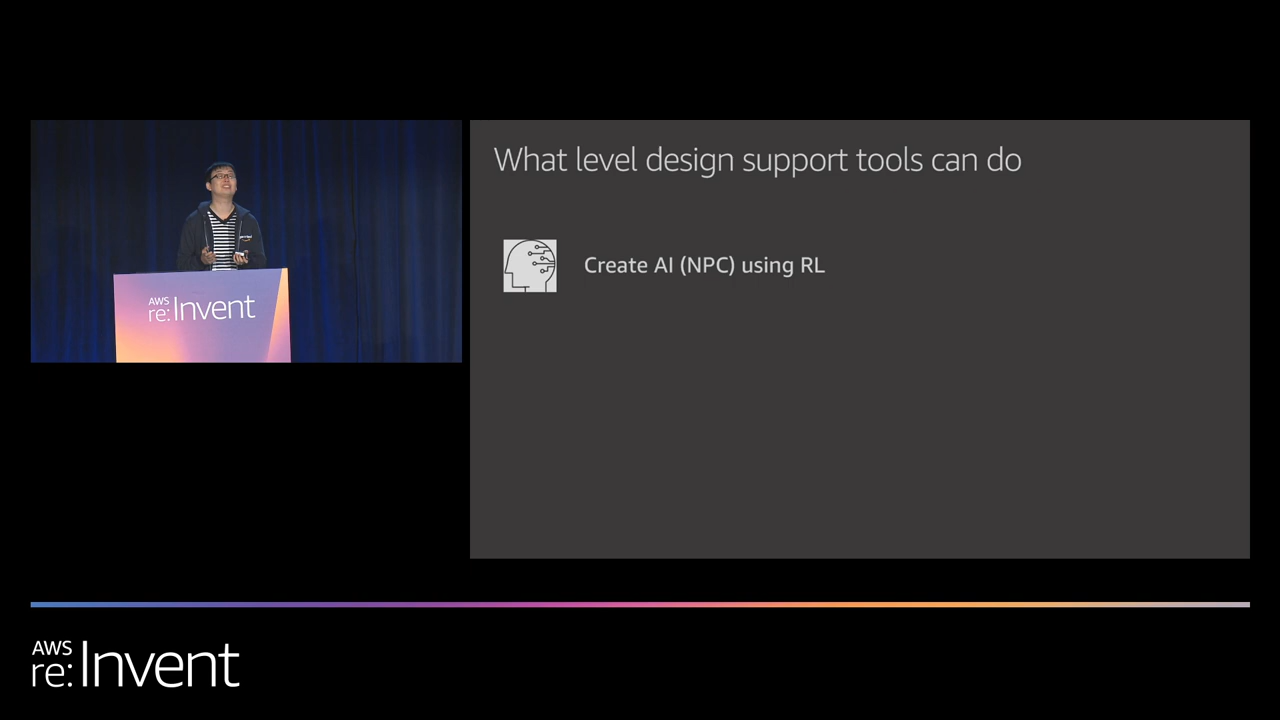 What level design support tools can do
Create AI (NPC) using RL
AWS
re:Invent
AWS
re:Invent